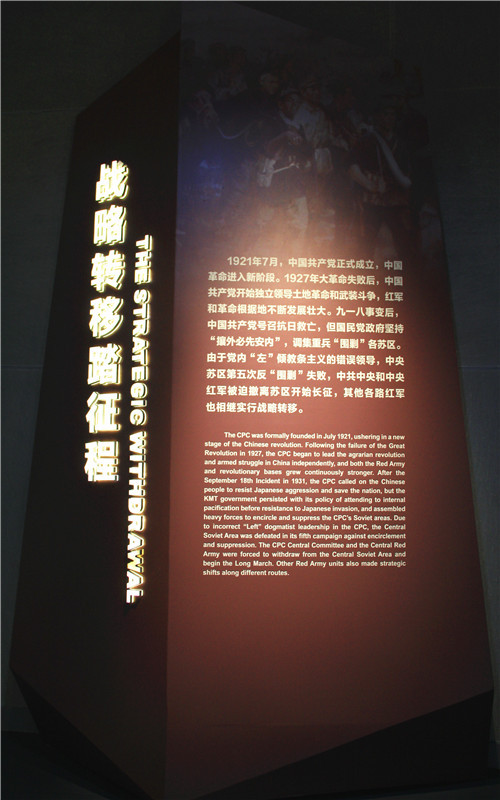 战略转移踏征程
THE STRATEGIC WITHDRAWAL
1921年7月，中国共产党正式成立，中国
革命进入新阶段。1927年大革命失败后，中国
共产党开始独立领导土地革命和武装斗争，红军
和革命根据地不断发展壮大。九一八事变后，
中国共产党号召抗日救亡，但国民党政府坚持
“攘外必先安内”，调集重兵“围剿”各苏区。
由于党内“左”倾教条主义的错误领导，中央
苏区第五次反“围剿”失败，中共中央和中央
红军被迫撤离苏区开始长征，其他各路红军
也相继实行战略转移。
The CPC was formally founded in July 1921, ushering in a new
stage of the Chinese revolution. Following the failure of the Great
Revolution in 1927, the CPC began to lead the agrarian revolution
and armed struggle in China independently, and both the Red Army
and revolutionary bases grew continuously stronger. After the
September 18th Incident in 1931, the CPC called on the Chinese
people to resist Japanese aggression and save the nation, but the
KMT government persisted with its policy of attending to internal
pacification before resistance to Japanese invasion, and assembled
heavy forces to encircle and suppress the CPC's Soviet areas. Due
to incorrect “Left” dogmatist leadership in the CPC, the Central
Soviet Area was defeated in its fifth campaign against encirclement
and suppression. The CPC Central Committee and the Central Red
Army were forced to withdraw from the Central Soviet Area and
begin the Long March. Other Red Army units also made strategic
shifts along different routes.